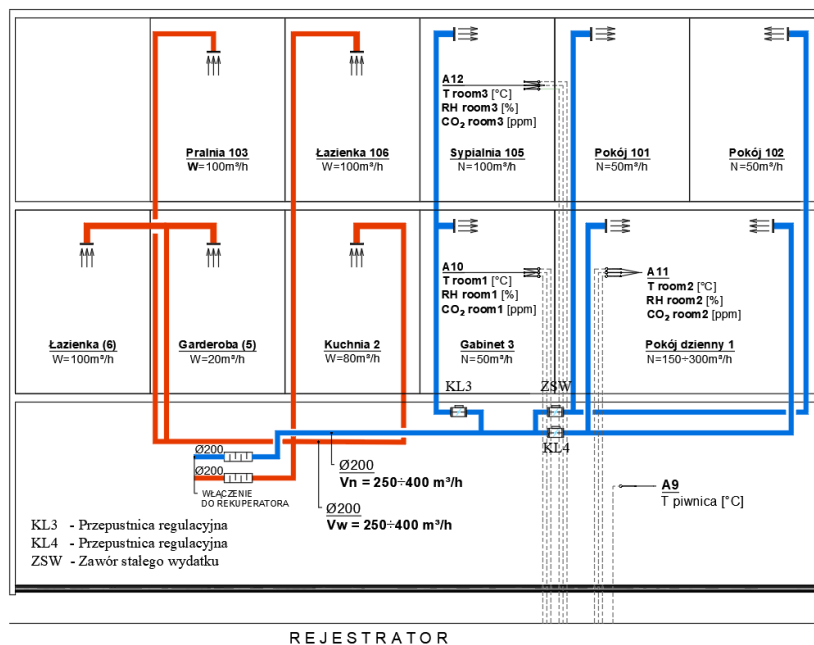 A12
T room3 [°C]
RH room3 [%]
CO₂ room3 [ppm]
Pralnia 103
W=100m³/h
Łazienka 106
W=100m³/h
Sypialnia 105
N=100m³/h
Pokój 101
N=50m³/h
Pokój 102
N=50m³/h
A10
T room1 [°C]
RH room1 [%]
CO₂ room1 [ppm]
A11
T room2 [°C]
RH room2 [%]
CO₂ room2 [ppm]
Łazienka (6)
W=100m³/h
Garderoba (5)
W=20m³/h
Kuchnia 2
W=80m³/h
Gabinet 3
N=50m³/h
Pokój dzienny 1
N=150÷300m³/h
KL3
ZSW
KL4
Ø200
Ø200
WŁĄCZENIE
DO REKUPERATORA
Ø200
Vn = 250÷400 m³/h
Ø200
Vw = 250÷400 m³/h
A9
T piwnica [°C]
KL3 - Przepustnica regulacyjna
KL4 - Przepustnica regulacyjna
ZSW - Zawór stałego wydatku
REJESTRATOR